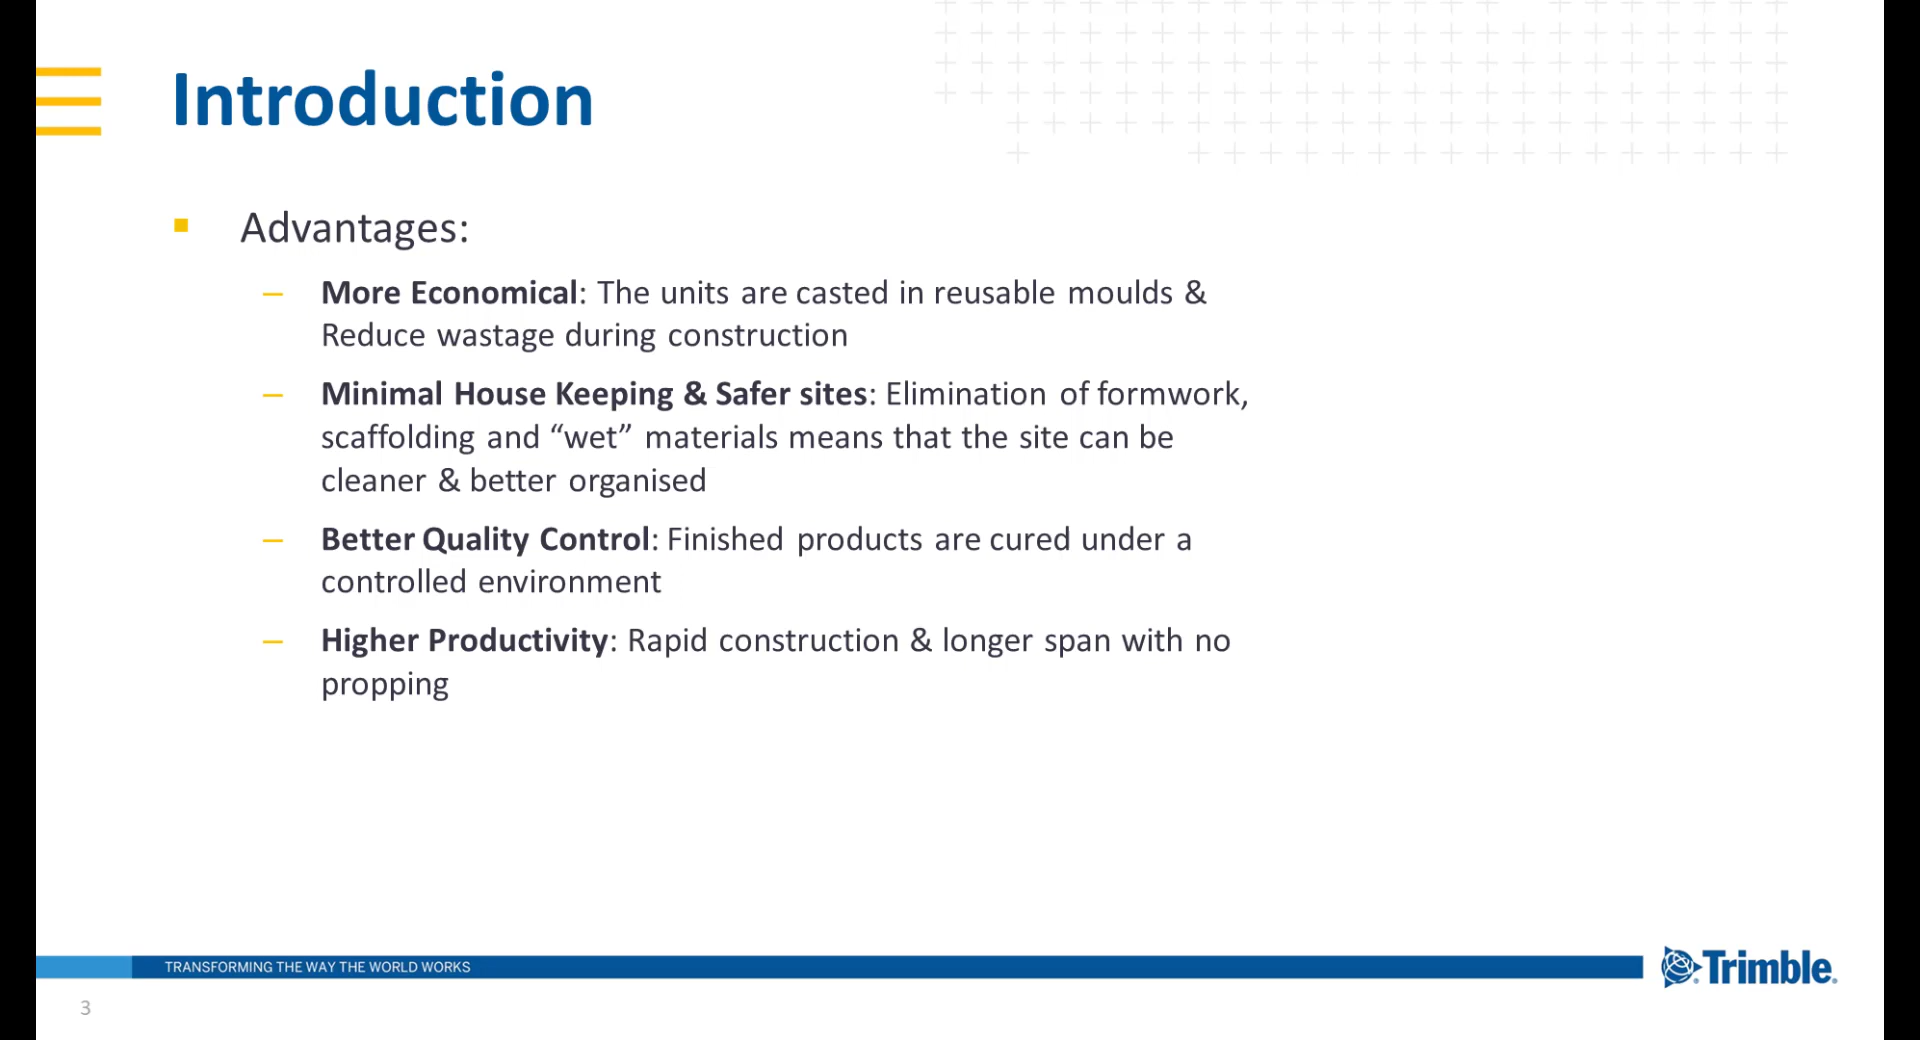 Introduction
▪ Advantages:
– More Economical: The units are casted in reusable moulds &
Reduce wastage during construction
– Minimal House Keeping & Safer sites: Elimination of formwork,
scaffolding and “wet” materials means that the site can be
cleaner & better organised
– Better Quality Control: Finished products are cured under a
controlled environment
– Higher Productivity: Rapid construction & longer span with no
propping
TRANSFORMING THE WAY THE WORLD WORKS
Trimble®
3